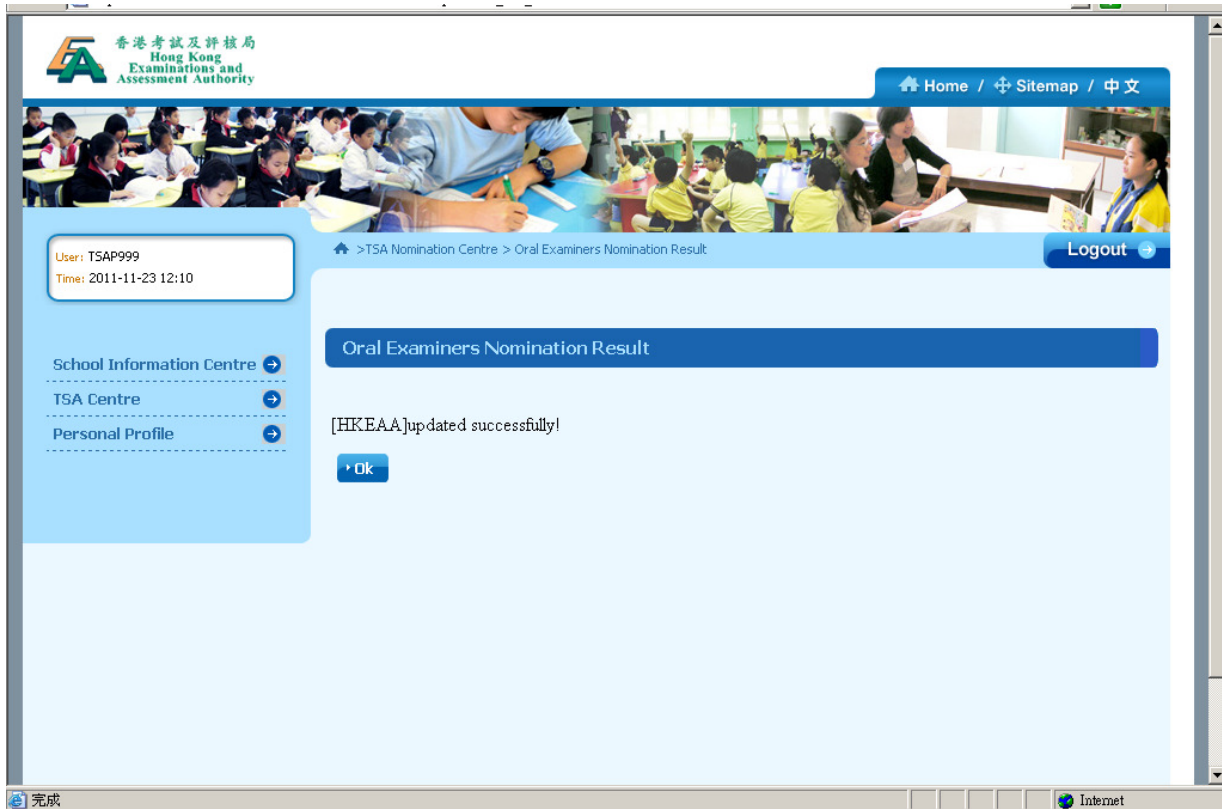 香港考試及評核局
Hong Kong
Examinations and
Assessment Authority
Home / Sitemap / 中文
User: TSAP999
Time: 2011-11-23 12:10
>TSA Nomination Centre > Oral Examiners Nomination Result
Logout
School Information Centre
TSA Centre
Personal Profile
Oral Examiners Nomination Result
[HKEAA]updated successfully!
Ok
完成
Internet